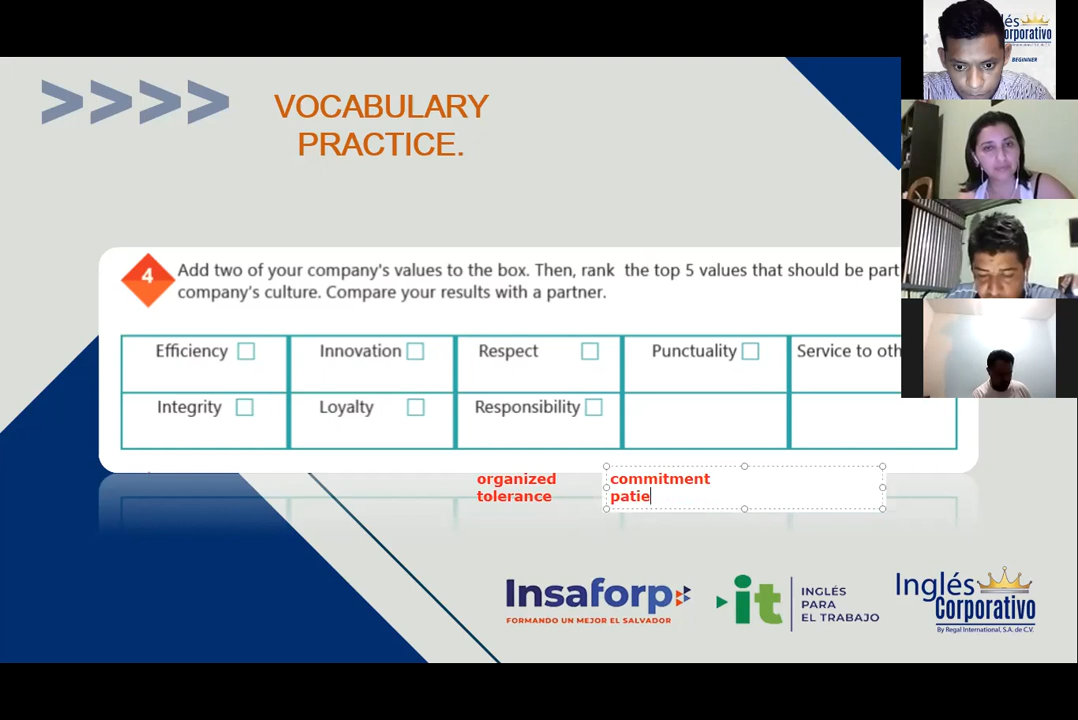 >>>>
VOCABULARY
PRACTICE.
4
Add two of your company's values to the box. Then, rank the top 5 values that should be part
company's culture. Compare your results with a partner.
Efficiency
Innovation
Respect
Punctuality
Service to oth
Integrity
Loyalty
Responsibility
organized
tolerance
commitment
patie
Insaforp
FORMANDO UN MEJOR EL SALVADOR
it
INGLÉS
PARA
EL TRABAJO
Inglés
Corporativo
By Regal International, S.A. de C.V.
lés
orporativo
BEGINNER